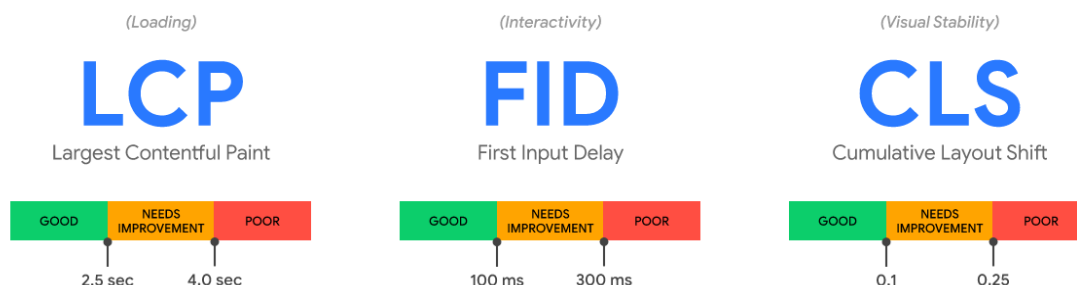 (Loading)
LCP
Largest Contentful Paint
GOOD
NEEDS
IMPROVEMENT
POOR
2.5 sec
4.0 sec
(Interactivity)
FID
First Input Delay
GOOD
NEEDS
IMPROVEMENT
POOR
100 ms
300 ms
(Visual Stability)
CLS
Cumulative Layout Shift
GOOD
NEEDS
IMPROVEMENT
POOR
0.1
0.25